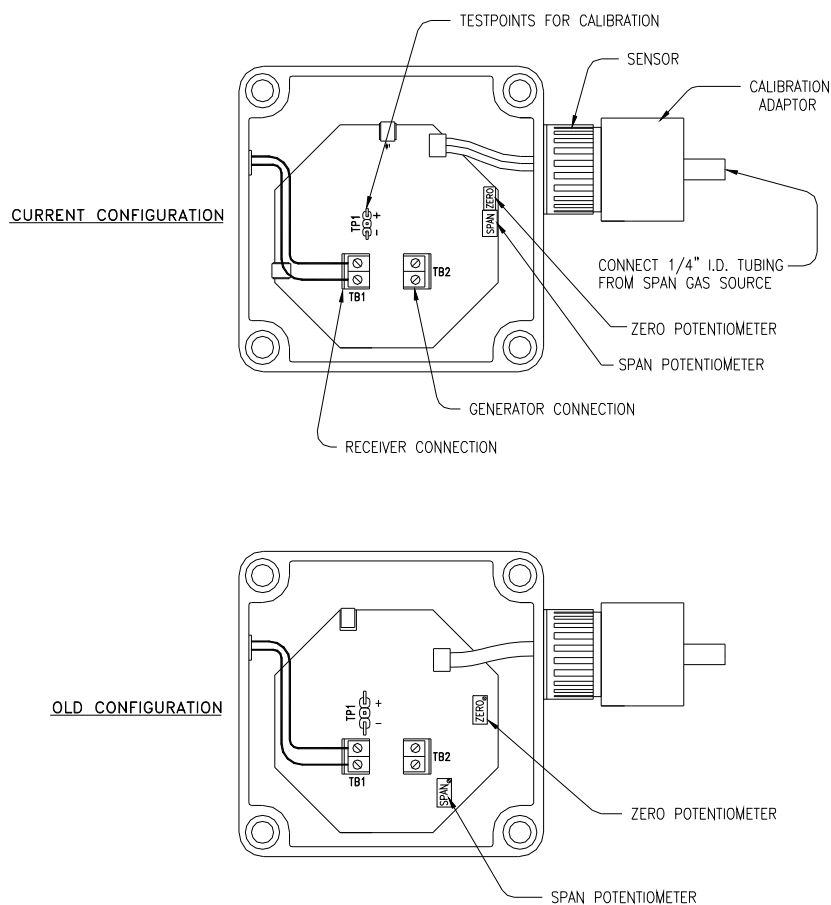 TESTPOINTS FOR CALIBRATION
SENSOR
CALIBRATION
ADAPTOR
CURRENT CONFIGURATION
TP1
+
-
ZERO
SPAN
TB1
TB2
CONNECT 1/4" I.D. TUBING
FROM SPAN GAS SOURCE
ZERO POTENTIOMETER
SPAN POTENTIOMETER
GENERATOR CONNECTION
RECEIVER CONNECTION
OLD CONFIGURATION
TP1
+
-
ZERO
TB2
TB1
SPAN
ZERO POTENTIOMETER
SPAN POTENTIOMETER